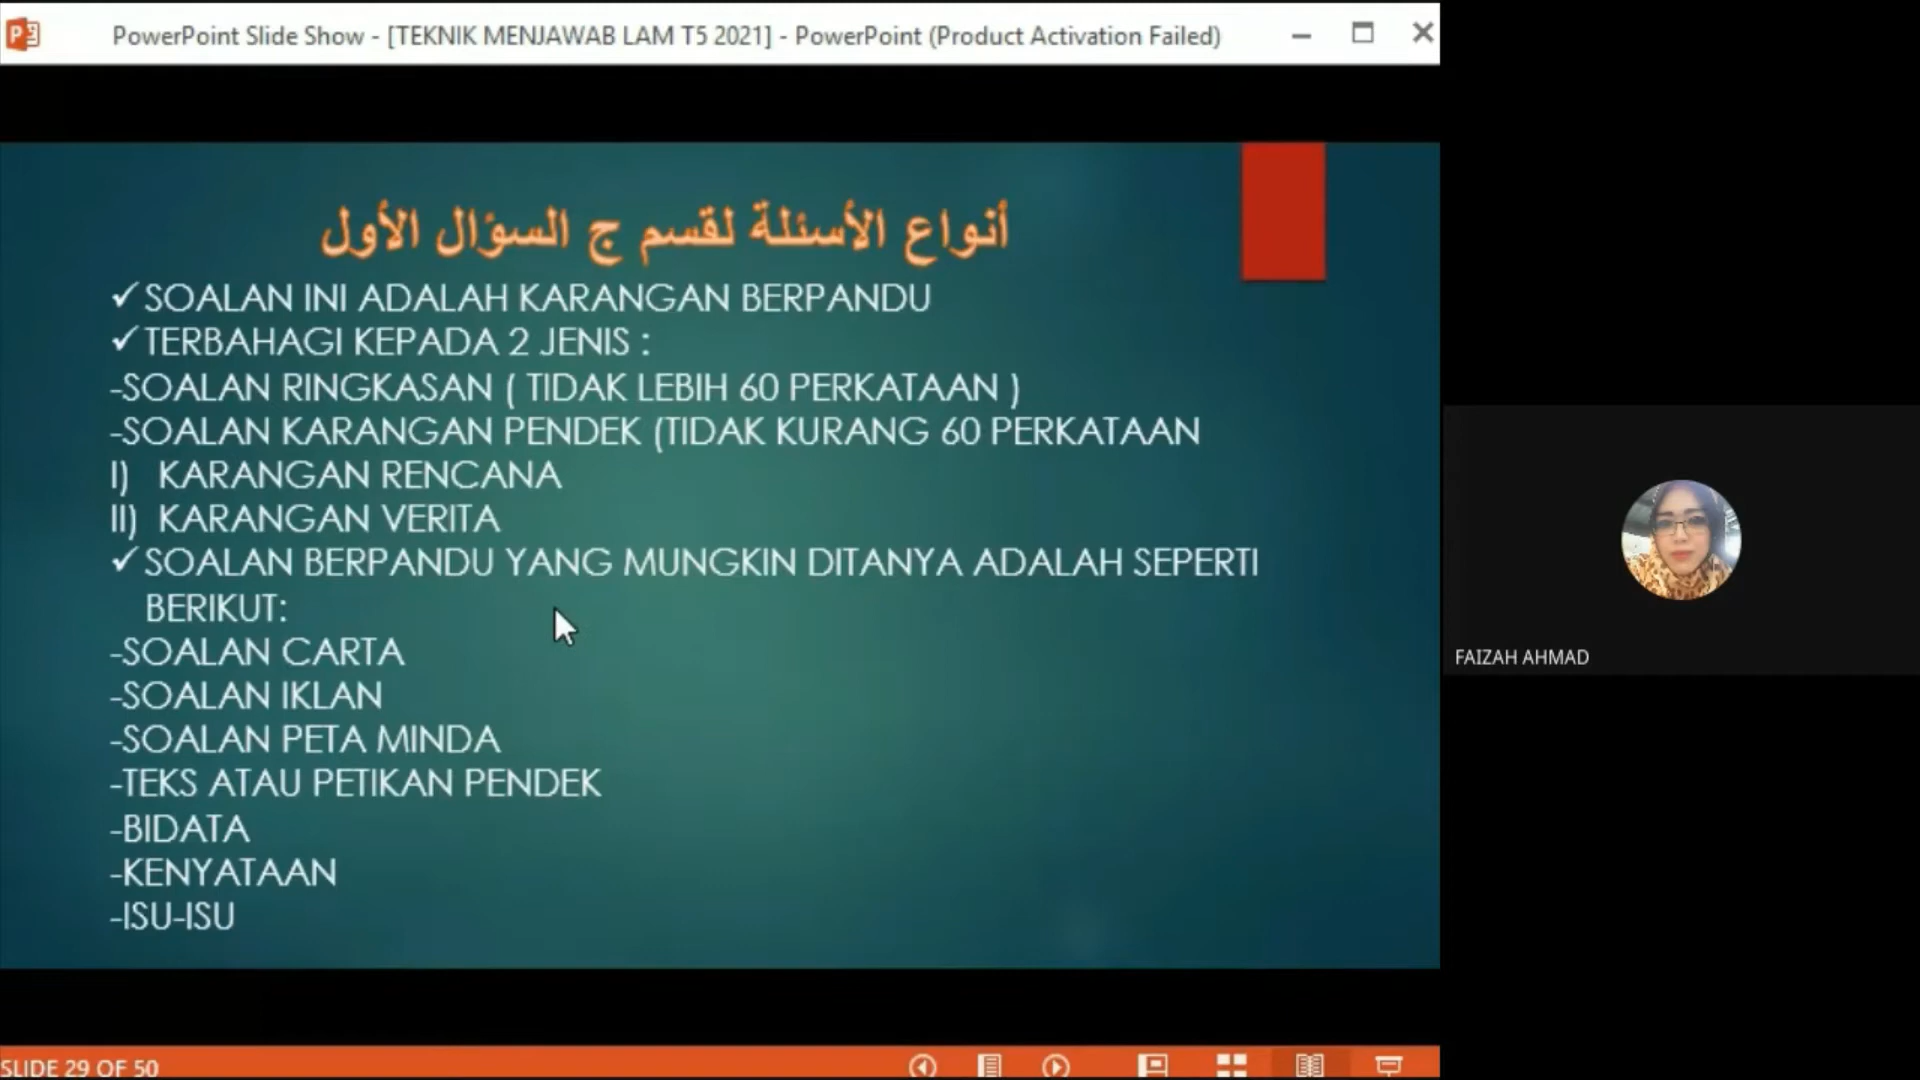 PowerPoint Slide Show - [TEKNIK MENJAWAB LAM T5 2021] - PowerPoint (Product Activation Failed)
أنواع الأسئلة لقسم ج السؤال الأول
✓SOALAN INI ADALAH KARANGAN BERPANDU
✓TERBAHAGI KEPADA 2 JENIS :
-SOALAN RINGKASAN ( TIDAK LEBIH 60 PERKATAAN )
-SOALAN KARANGAN PENDEK (TIDAK KURANG 60 PERKATAAN
I) KARANGAN RENCANA
II) KARANGAN VERITA
✓SOALAN BERPANDU YANG MUNGKIN DITANYA ADALAH SEPERTI
BERIKUT:
-SOALAN CARTA
-SOALAN IKLAN
-SOALAN PETA MINDA
-TEKS ATAU PETIKAN PENDEK
-BIDATA
-KENYATAAN
-ISU-ISU
FAIZAH AHMAD
SLIDE 29 OF 50